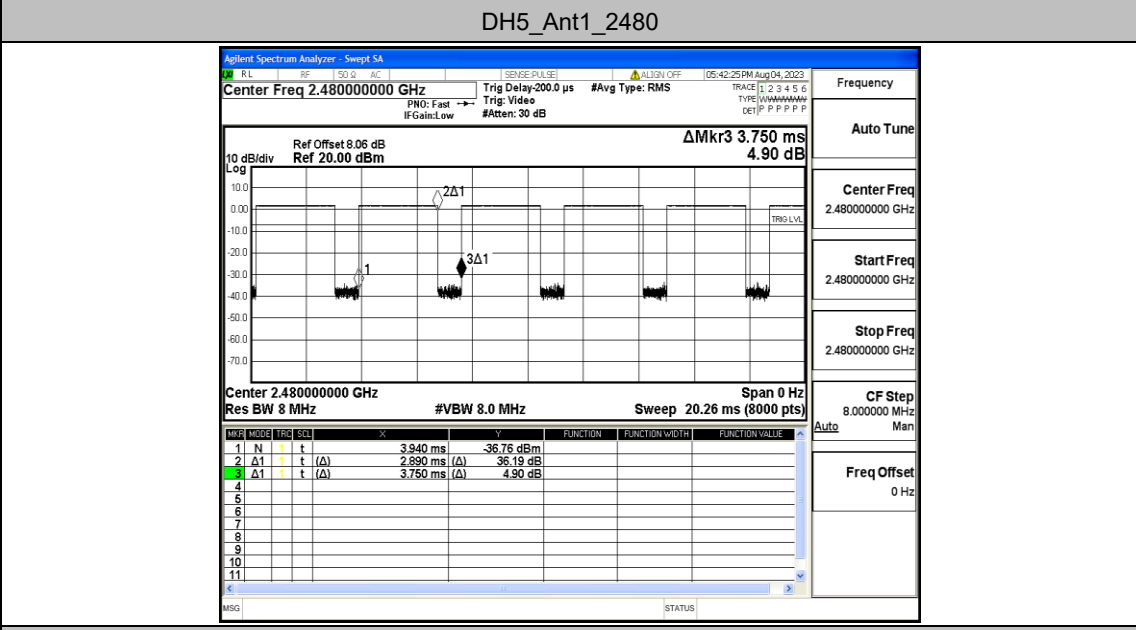 DH5_Ant1_2480
Agilent Spectrum Analyzer - Swept SA
RL RF 50 Ω AC SENSE:PULSE ALIGN OFF 05:42:25 PM Aug 04, 2023
Center Freq 2.480000000 GHz
PNO: Fast
IFGain:Low
Trig Delay-200.0 µs
Trig: Video
#Atten: 30 dB
#Avg Type: RMS
TRACE 1 2 3 4 5 6
TYPE WWWWWW
DET P P P P P P
Ref Offset 8.06 dB
10 dB/div Ref 20.00 dBm
Log
ΔMkr3 3.750 ms
4.90 dB
10.0
0.00
-10.0
-20.0
-30.0
-40.0
-50.0
-60.0
-70.0
2Δ1
TRIG LVL
3Δ1
1
Center 2.480000000 GHz Span 0 Hz
Res BW 8 MHz #VBW 8.0 MHz Sweep 20.26 ms (8000 pts)
MKR MODE TRC SCL X Y FUNCTION FUNCTION WIDTH FUNCTION VALUE
1 N 1 t 3.940 ms -36.76 dBm
2 Δ1 1 t (Δ) 2.890 ms (Δ) 36.19 dB
3 Δ1 1 t (Δ) 3.750 ms (Δ) 4.90 dB
4
5
6
7
8
9
10
11
MSG STATUS
Frequency
Auto Tune
Center Freq
2.480000000 GHz
Start Freq
2.480000000 GHz
Stop Freq
2.480000000 GHz
CF Step
8.000000 MHz
Auto Man
Freq Offset
0 Hz